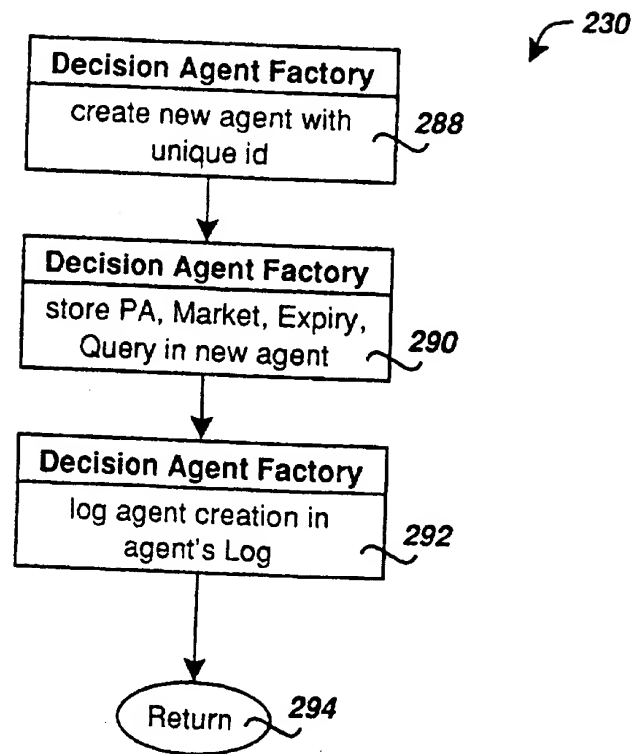 230
Decision Agent Factory
create new agent with
unique id
288
Decision Agent Factory
store PA, Market, Expiry,
Query in new agent
290
Decision Agent Factory
log agent creation in
agent's Log
292
Return
294